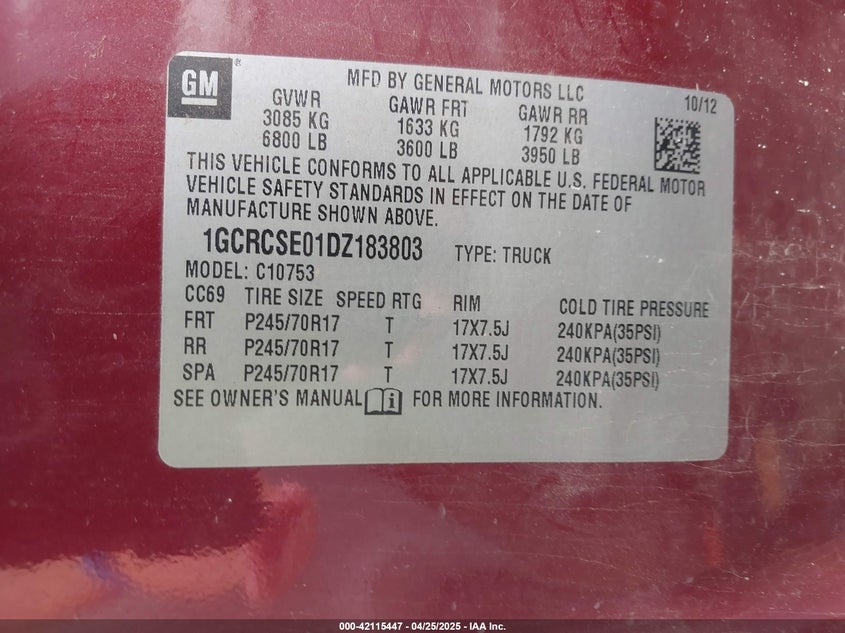 GM®
MFD BY GENERAL MOTORS LLC
10/12
GVWR GAWR FRT GAWR RR
3085 KG 1633 KG 1792 KG
6800 LB 3600 LB 3950 LB
THIS VEHICLE CONFORMS TO ALL APPLICABLE U.S. FEDERAL MOTOR
VEHICLE SAFETY STANDARDS IN EFFECT ON THE DATE OF
MANUFACTURE SHOWN ABOVE.
1GCRCSE01DZ183803 TYPE: TRUCK
MODEL: C10753
CC69 TIRE SIZE SPEED RTG RIM COLD TIRE PRESSURE
FRT P245/70R17 T 17X7.5J 240KPA(35PSI)
RR P245/70R17 T 17X7.5J 240KPA(35PSI)
SPA P245/70R17 T 17X7.5J 240KPA(35PSI)
SEE OWNER'S MANUAL i FOR MORE INFORMATION.
000-42115447 - 04/25/2025 - IAA Inc.